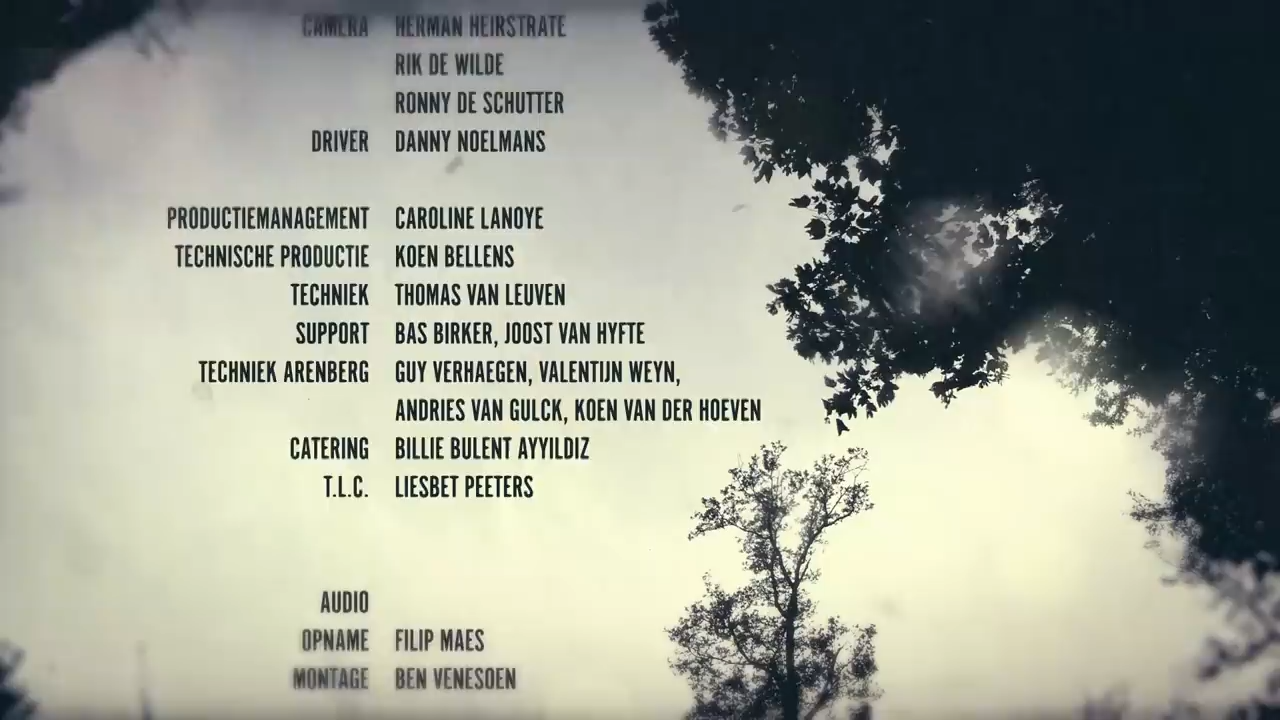 CAMERA HERMAN HEIRSTRATE
RIK DE WILDE
RONNY DE SCHUTTER
DRIVER DANNY NOELMANS
PRODUCTIEMANAGEMENT CAROLINE LANOYE
TECHNISCHE PRODUCTIE KOEN BELLENS
TECHNIEK THOMAS VAN LEUVEN
SUPPORT BAS BIRKER, JOOST VAN HYFTE
TECHNIEK ARENBERG GUY VERHAEGEN, VALENTIJN WEYN,
ANDRIES VAN GULCK, KOEN VAN DER HOEVEN
CATERING BILLIE BULENT AYYILDIZ
T.L.C. LIESBET PEETERS
AUDIO
OPNAME FILIP MAES
MONTAGE BEN VENESOEN